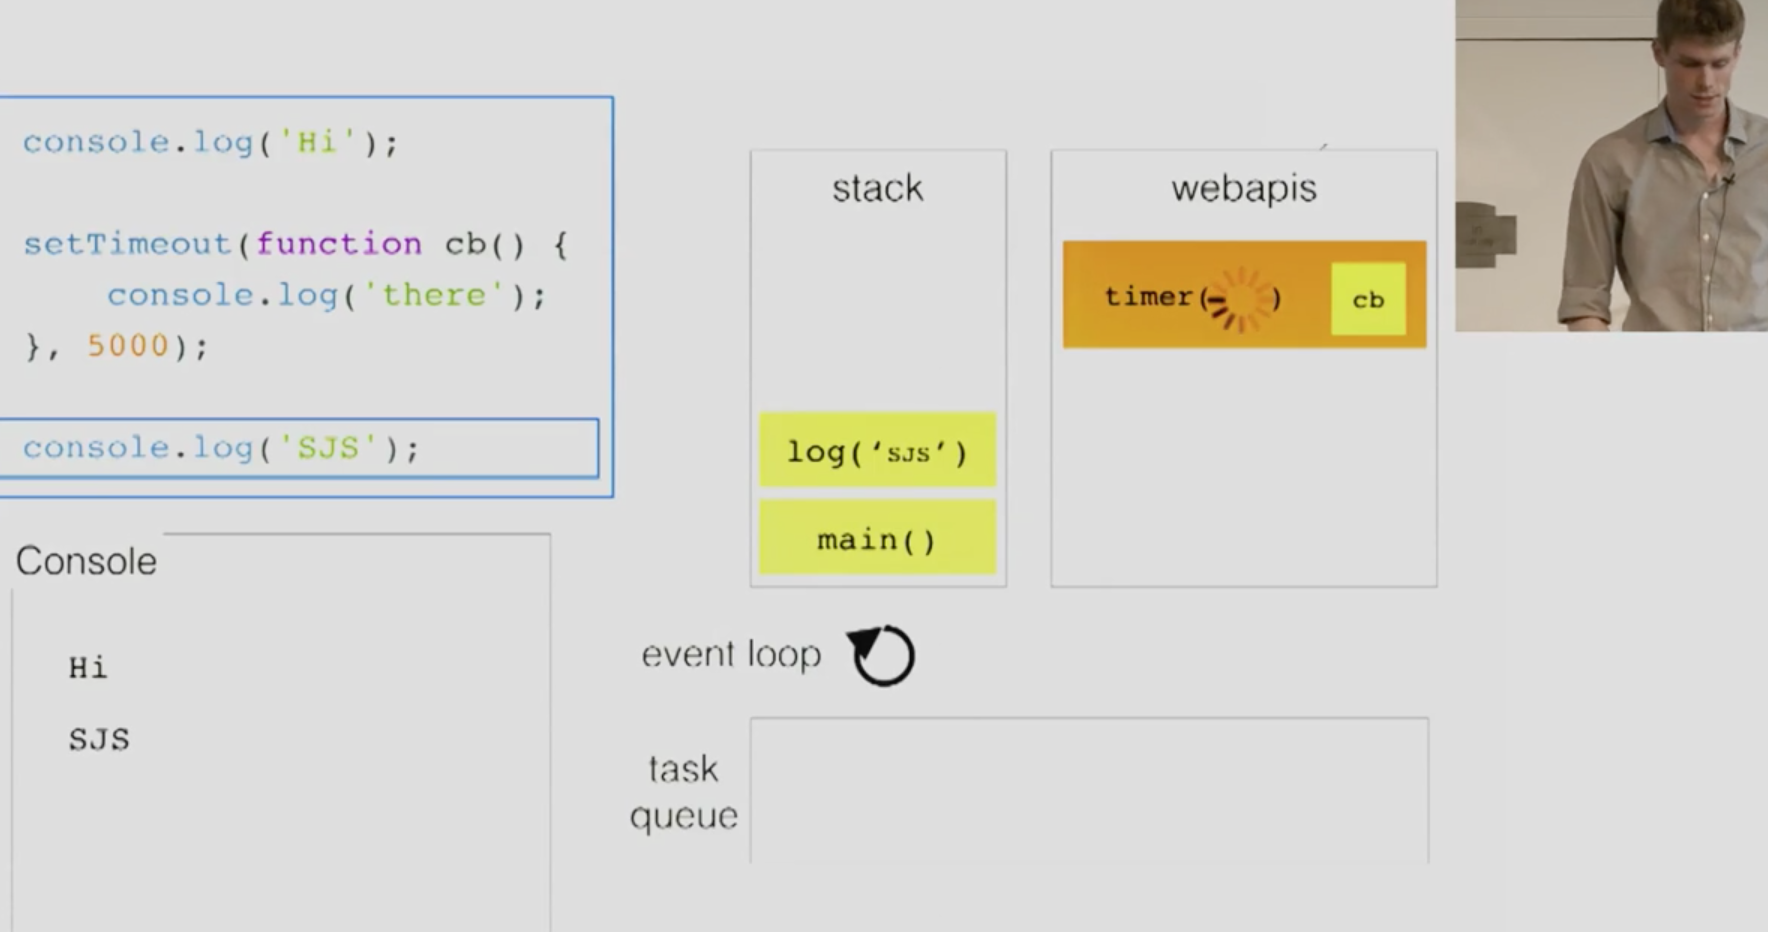 console.log('Hi');
setTimeout(function cb() {
    console.log('there');
}, 5000);
console.log('SJS');
Console
Hi
SJS
stack
log('SJS')
main()
webapis
timer( )
cb
event loop
task
queue